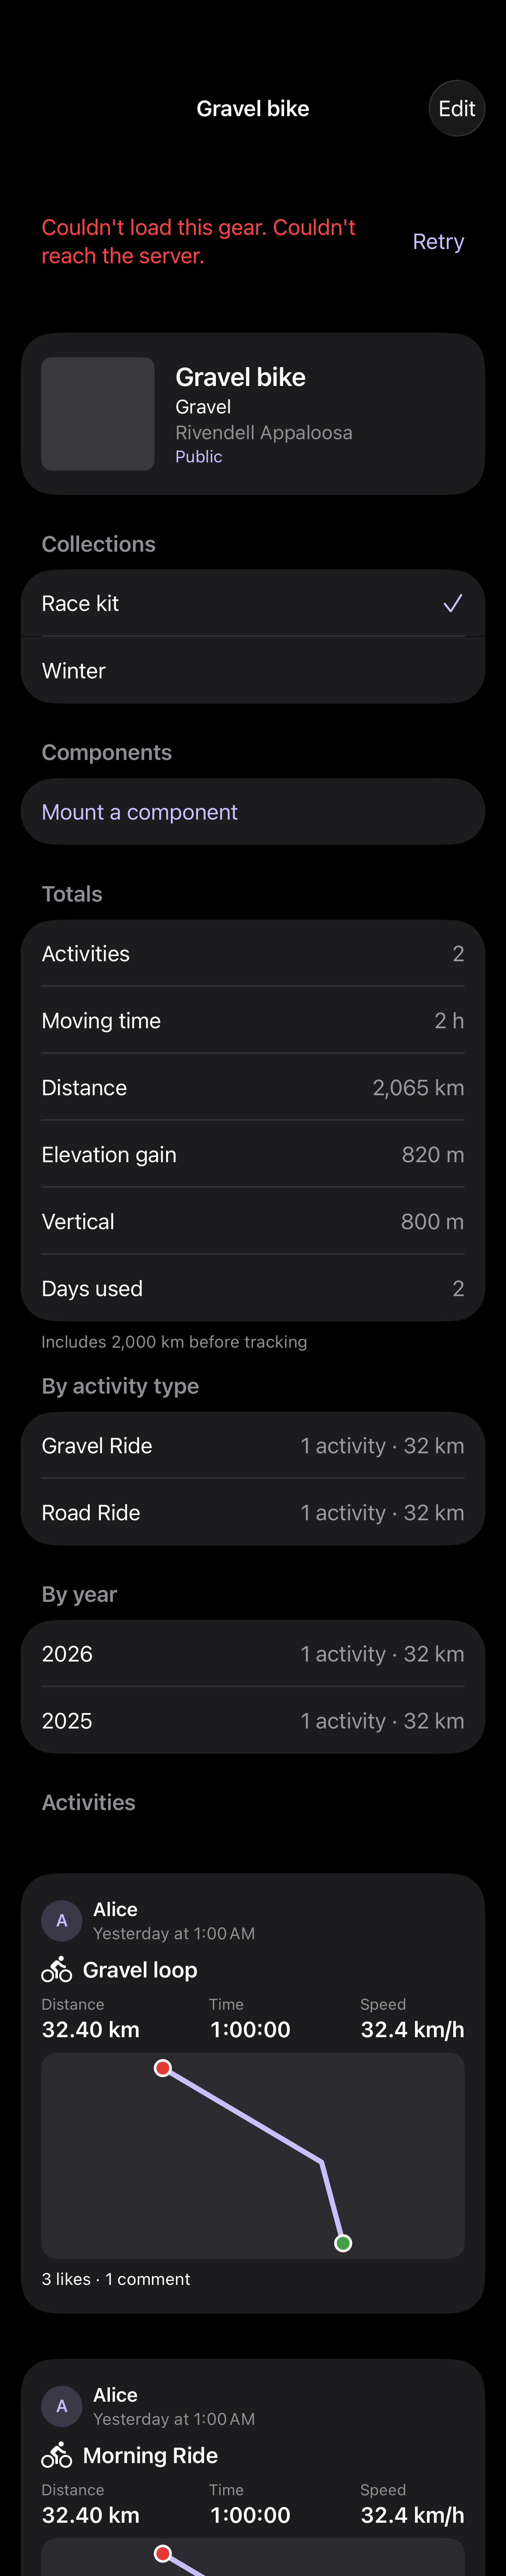 Gravel bike
Edit
Couldn't load this gear. Couldn't
reach the server.
Retry
Gravel bike
Gravel
Rivendell Appaloosa
Public
Collections
Race kit
Winter
Components
Mount a component
Totals
Activities 2
Moving time 2 h
Distance 2,065 km
Elevation gain 820 m
Vertical 800 m
Days used 2
Includes 2,000 km before tracking
By activity type
Gravel Ride 1 activity · 32 km
Road Ride 1 activity · 32 km
By year
2026 1 activity · 32 km
2025 1 activity · 32 km
Activities
A
Alice
Yesterday at 1:00 AM
Gravel loop
Distance Time Speed
32.40 km 1:00:00 32.4 km/h
3 likes · 1 comment
A
Alice
Yesterday at 1:00 AM
Morning Ride
Distance Time Speed
32.40 km 1:00:00 32.4 km/h